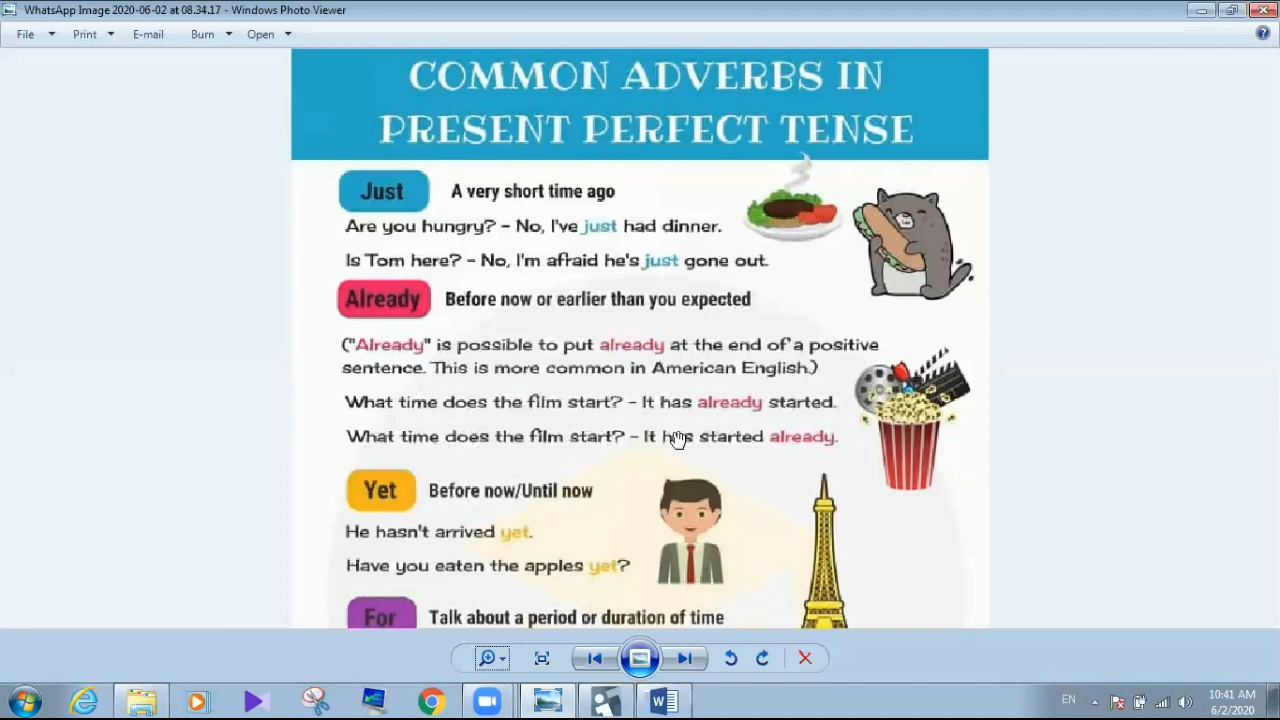 WhatsApp Image 2020-06-02 at 08.34.17 - Windows Photo Viewer
File Print E-mail Burn Open
COMMON ADVERBS IN
PRESENT PERFECT TENSE
Just A very short time ago
Are you hungry? - No, I've just had dinner.
Is Tom here? - No, I'm afraid he's just gone out.
Already Before now or earlier than you expected
("Already" is possible to put already at the end of a positive
sentence. This is more common in American English.)
What time does the film start? - It has already started.
What time does the film start? - It has started already.
Yet Before now/Until now
He hasn't arrived yet.
Have you eaten the apples yet?
For Talk about a period or duration of time
EN
10:41 AM
6/2/2020